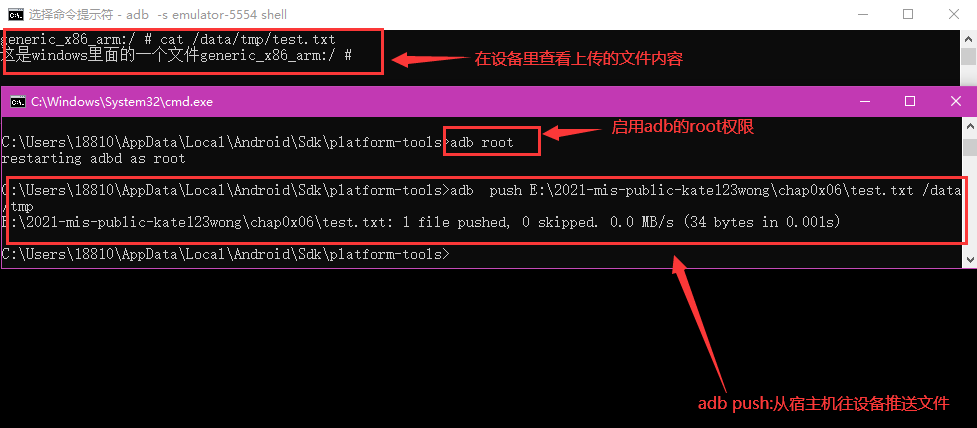 选择命令提示符 - adb  -s emulator-5554 shell
generic_x86_arm:/ # cat /data/tmp/test.txt
这是windows里面的一个文件generic_x86_arm:/ #
在设备里查看上传的文件内容
C:\Windows\System32\cmd.exe
启用adb的root权限
C:\Users\18810\AppData\Local\Android\Sdk\platform-tools>adb root
restarting adbd as root
C:\Users\18810\AppData\Local\Android\Sdk\platform-tools>adb  push E:\2021-mis-public-kate123wong\chap0x06\test.txt /data
/tmp
E:\2021-mis-public-kate123wong\chap0x06\test.txt: 1 file pushed, 0 skipped. 0.0 MB/s (34 bytes in 0.001s)
C:\Users\18810\AppData\Local\Android\Sdk\platform-tools>
adb push:从宿主机往设备推送文件